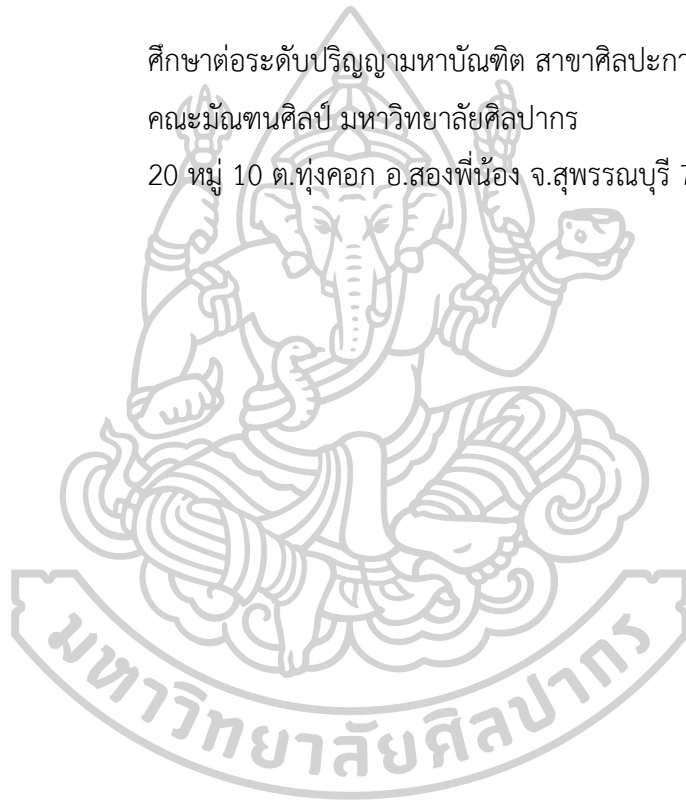 ศึกษาต่อระดับปริญญามหาบัณฑิต สาขาศิลปะกา
คณะมัณฑนศิลป์ มหาวิทยาลัยศิลปากร
20 หมู่ 10 ต.ทุ่งคอก อ.สองพี่น้อง จ.สุพรรณบุรี
มหาวิทยาลัยศิลปากร